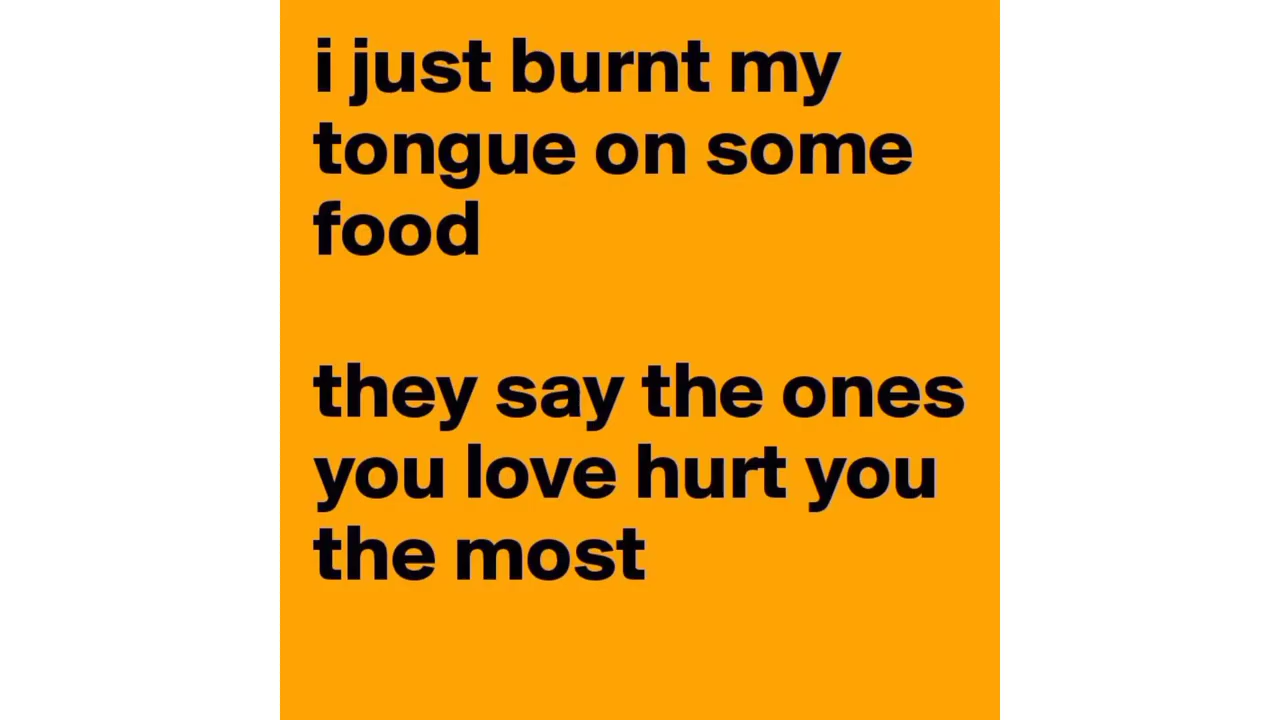 i just burnt my
tongue on some
food
they say the ones
you love hurt you
the most